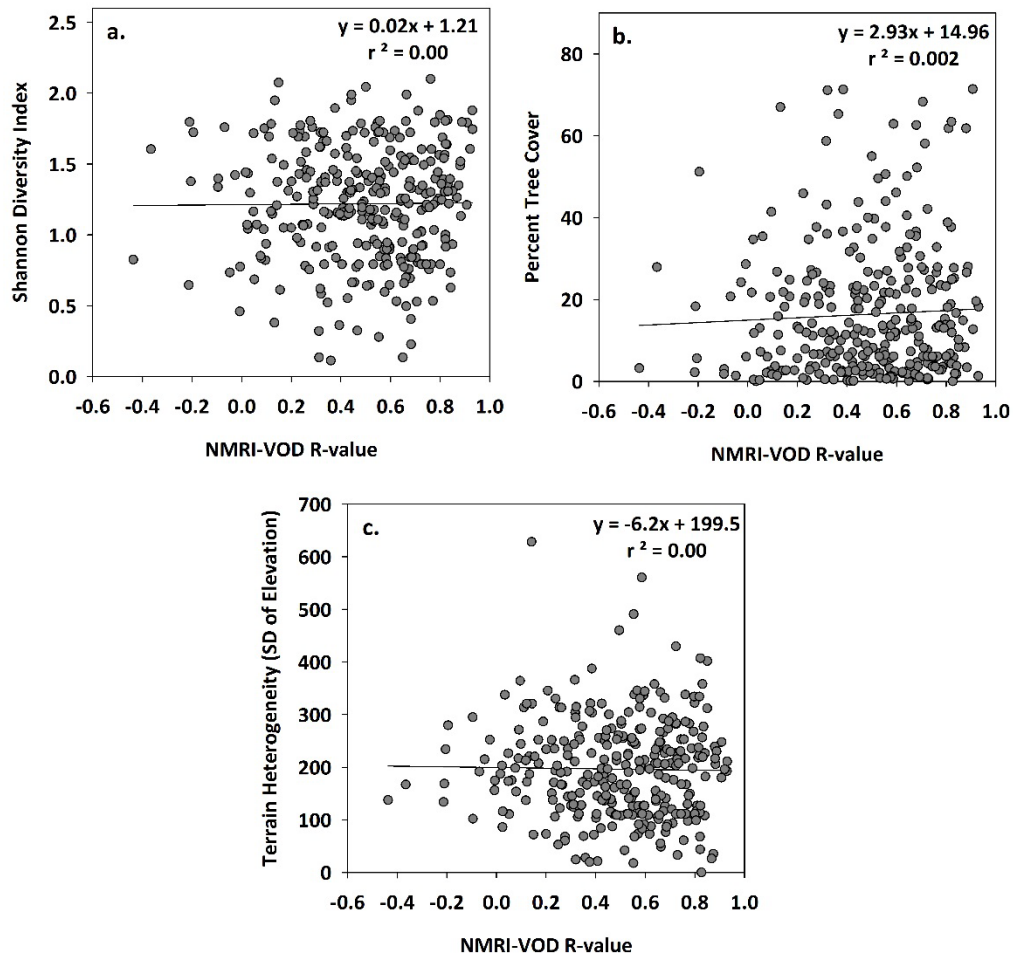 a.
y = 0.02x + 1.21
r ² = 0.00
Shannon Diversity Index
2.5
2.0
1.5
1.0
0.5
0.0
-0.6 -0.4 -0.2 0.0 0.2 0.4 0.6 0.8 1.0
NMRI-VOD R-value
b.
y = 2.93x + 14.96
r ² = 0.002
Percent Tree Cover
80
60
40
20
0
-0.6 -0.4 -0.2 0.0 0.2 0.4 0.6 0.8 1.0
NMRI-VOD R-value
c.
y = -6.2x + 199.5
r ² = 0.00
Terrain Heterogeneity (SD of Elevation)
700
600
500
400
300
200
100
0
-0.6 -0.4 -0.2 0.0 0.2 0.4 0.6 0.8 1.0
NMRI-VOD R-value